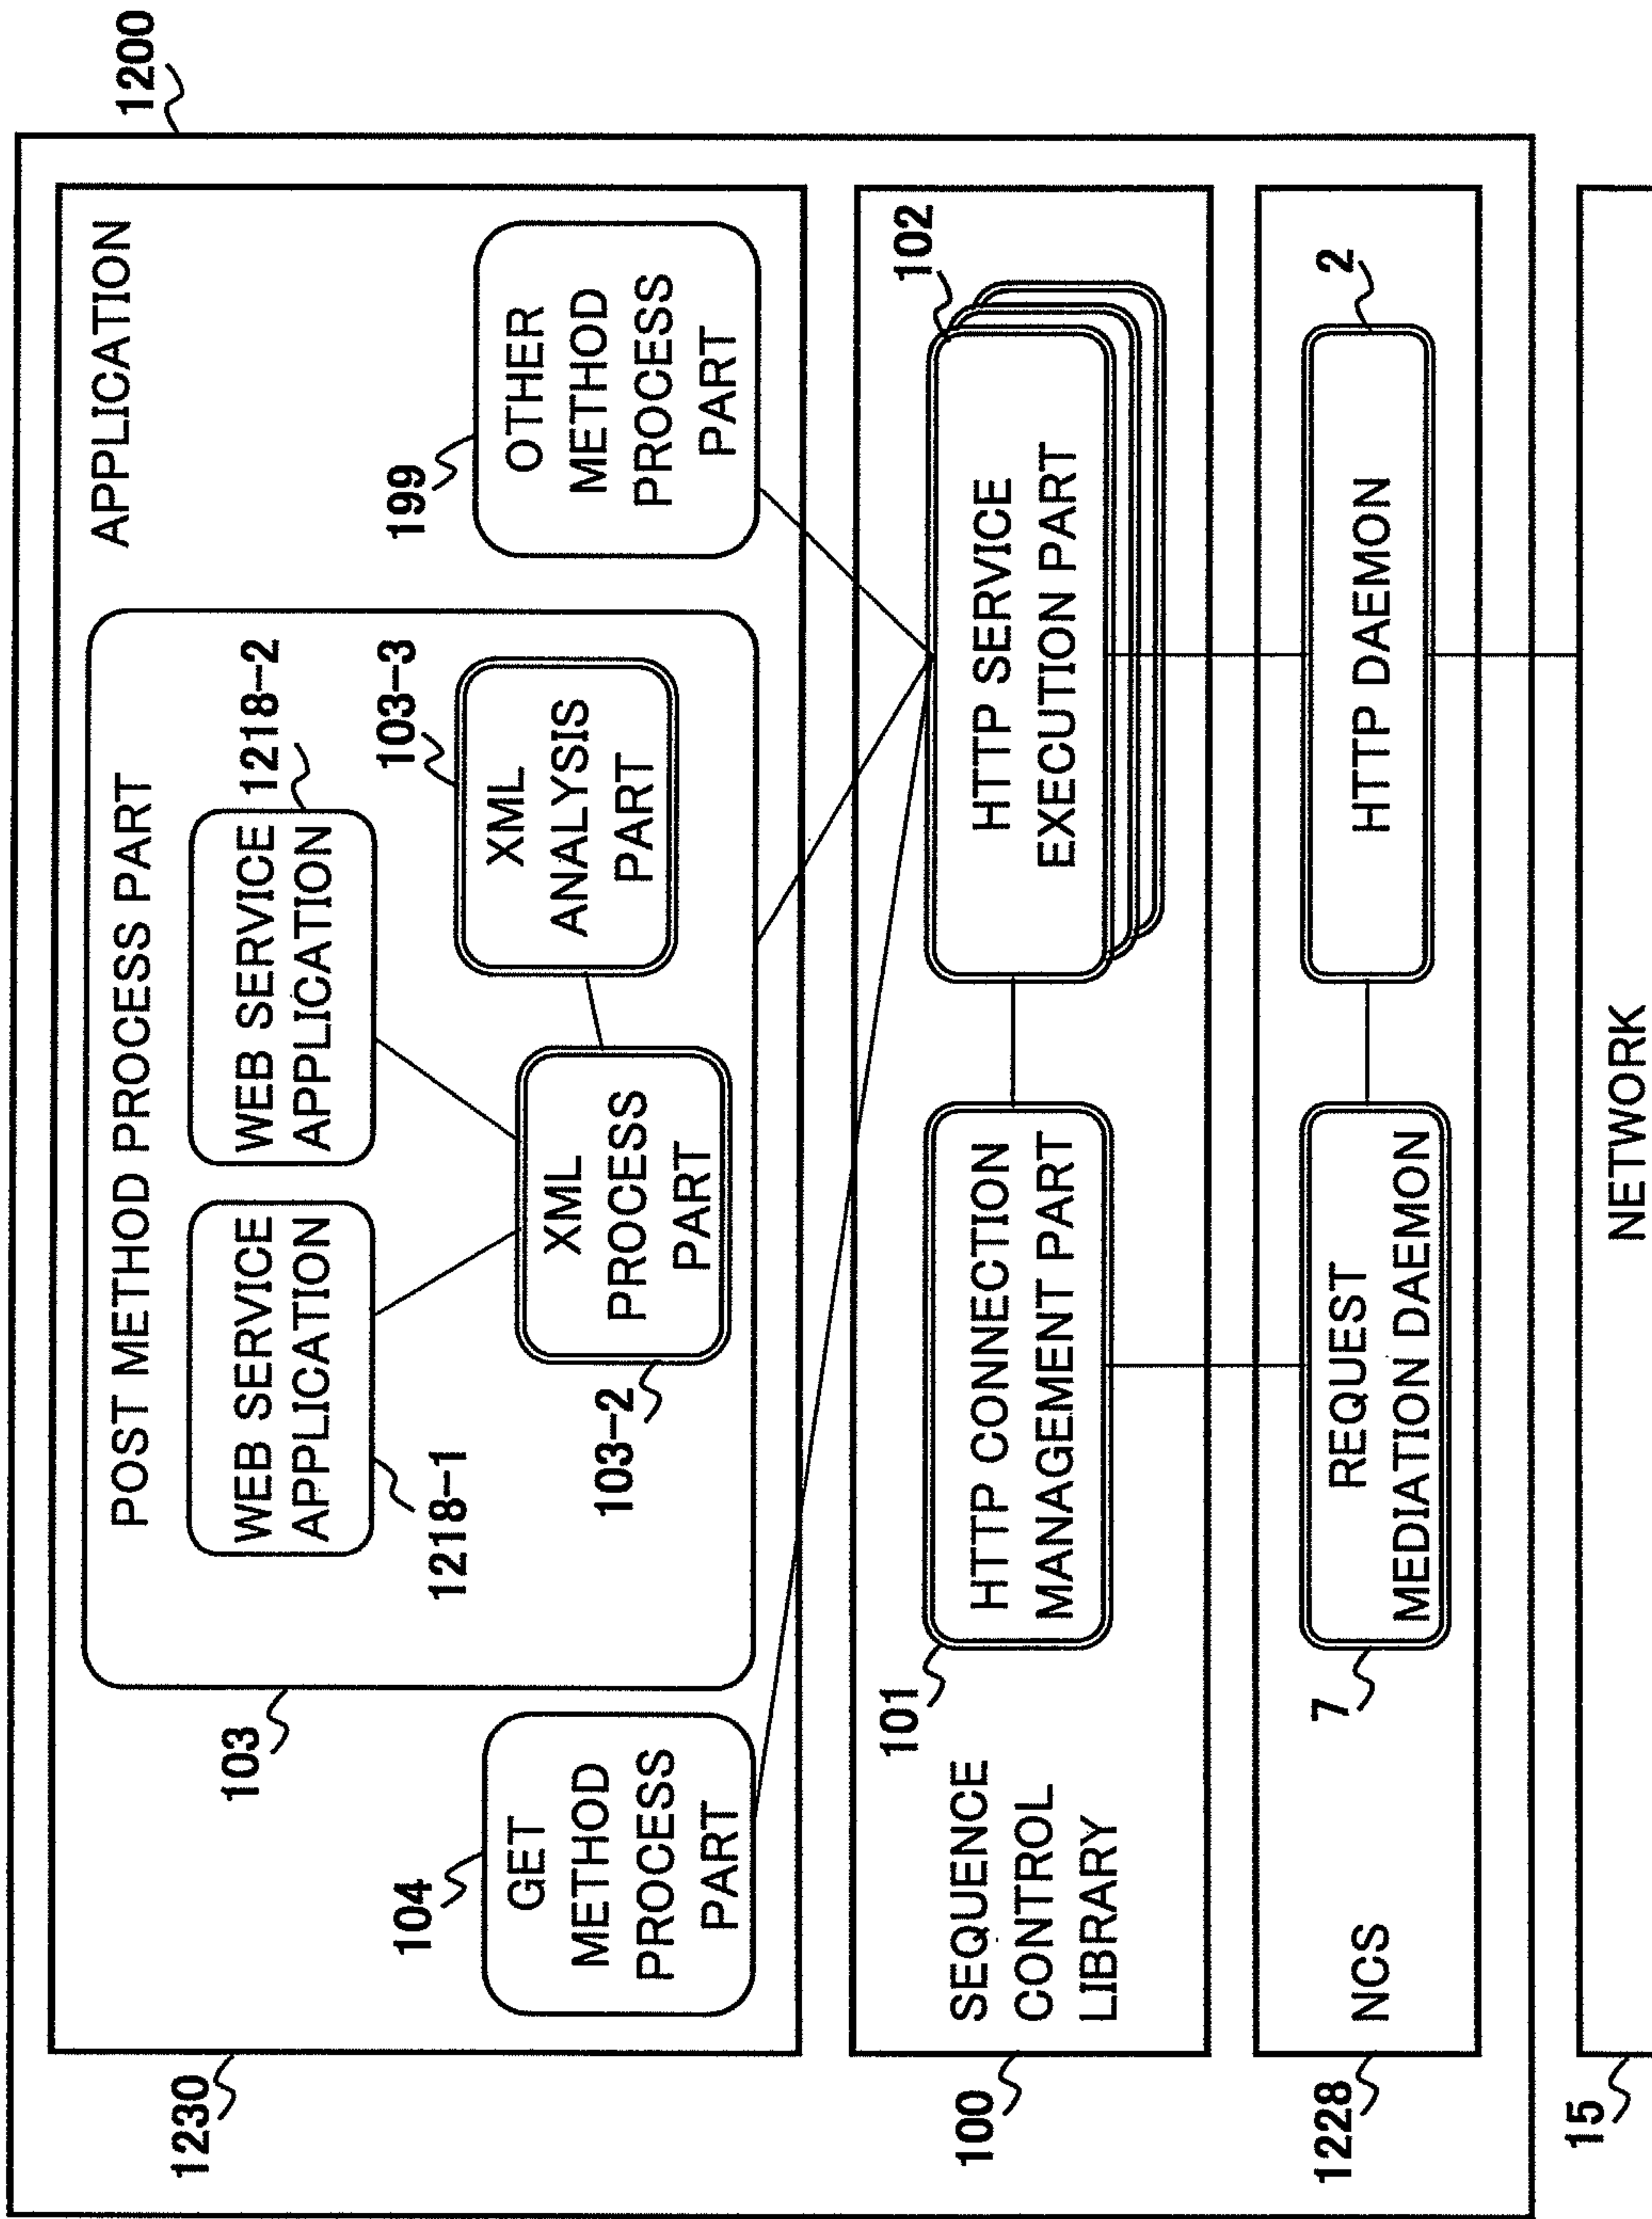 1200
1230
APPLICATION
104
GET
METHOD
PROCESS
PART
103
POST METHOD PROCESS PART
WEB SERVICE
APPLICATION
1218-1
WEB SERVICE
APPLICATION
1218-2
XML
PROCESS
PART
103-2
XML
ANALYSIS
PART
103-3
199
OTHER
METHOD
PROCESS
PART
100
SEQUENCE
CONTROL
LIBRARY
101
HTTP CONNECTION
MANAGEMENT PART
102
HTTP SERVICE
EXECUTION PART
1228
NCS
7
REQUEST
MEDIATION DAEMON
2
HTTP DAEMON
15
NETWORK